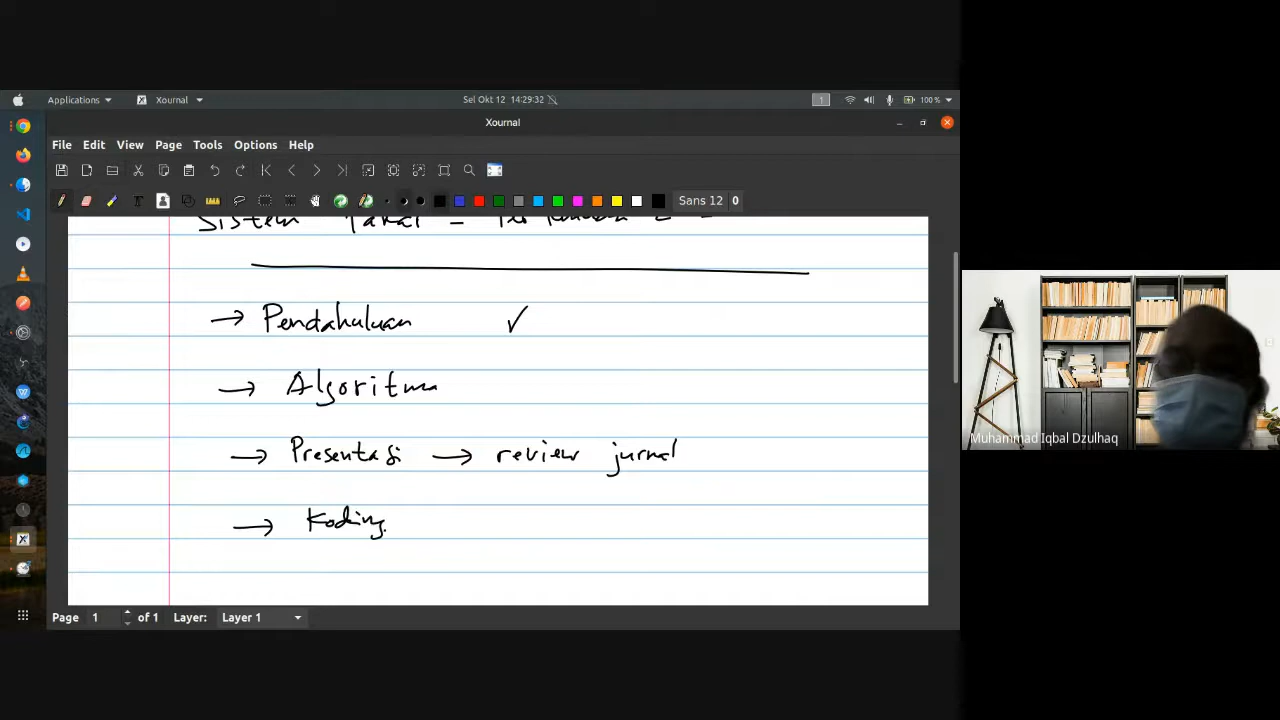 Applications Xournal Sel Okt 12 14:29:32 1 100 %
Xournal
File Edit View Page Tools Options Help
Sans 12 0
Sistem Pakar -
→ Pendahuluan ✓
→ Algoritma
→ Presentasi → review jurnal
→ Koding.
Page 1 of 1 Layer: Layer 1
Muhammad Iqbal Dzulhaq